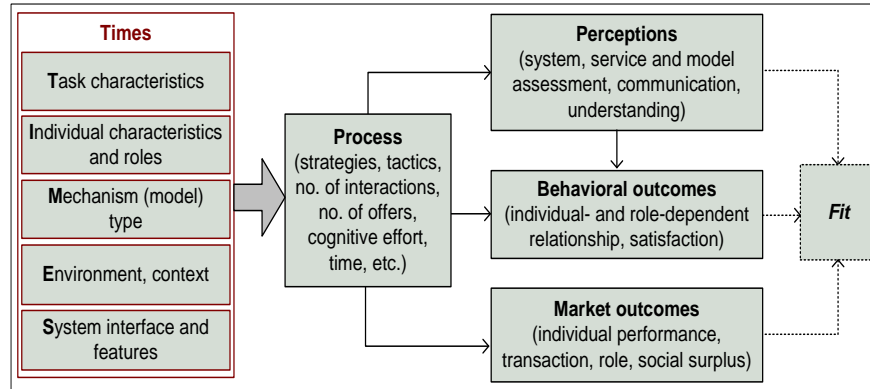 Times
Task characteristics
Individual characteristics
and roles
Mechanism (model)
type
Environment, context
System interface and
features
Process
(strategies, tactics,
no. of interactions,
no. of offers,
cognitive effort,
time, etc.)
Perceptions
(system, service and model
assessment, communication,
understanding)
Behavioral outcomes
(individual- and role-dependent
relationship, satisfaction)
Market outcomes
(individual performance,
transaction, role, social surplus)
Fit